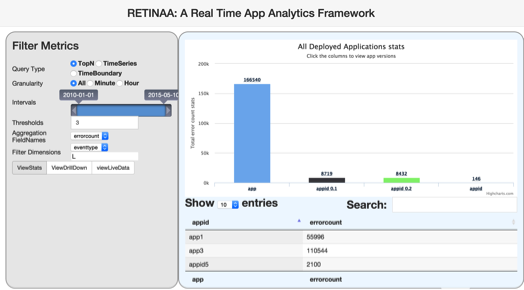 RETINAA: A Real Time App Analytics Framework
Filter Metrics
Query Type TopN TimeSeries
TimeBoundary
Granularity All Minute Hour
2010-01-01 2015-05-10
Intervals
Thresholds 3
Aggregation FieldNames errorcount
Filter Dimensions eventtype
L
ViewStats ViewDrillDown viewLiveData
All Deployed Applications stats
Click the columns to view app versions
Total error count stats
200k
150k
100k
50k
0k
166540
8719
8432
146
app appid 0.1 appid 0.2 appid
Highcharts.com
Show 10 entries Search:
appid errorcount
app1 55996
app3 110544
appid5 2100
app errorcount